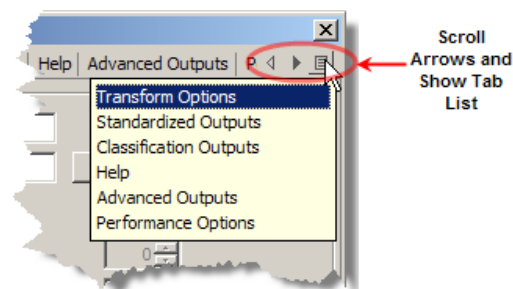 Help Advanced Outputs P
Transform Options
Standardized Outputs
Classification Outputs
Help
Advanced Outputs
Performance Options
0
Scroll
Arrows and
Show Tab
List